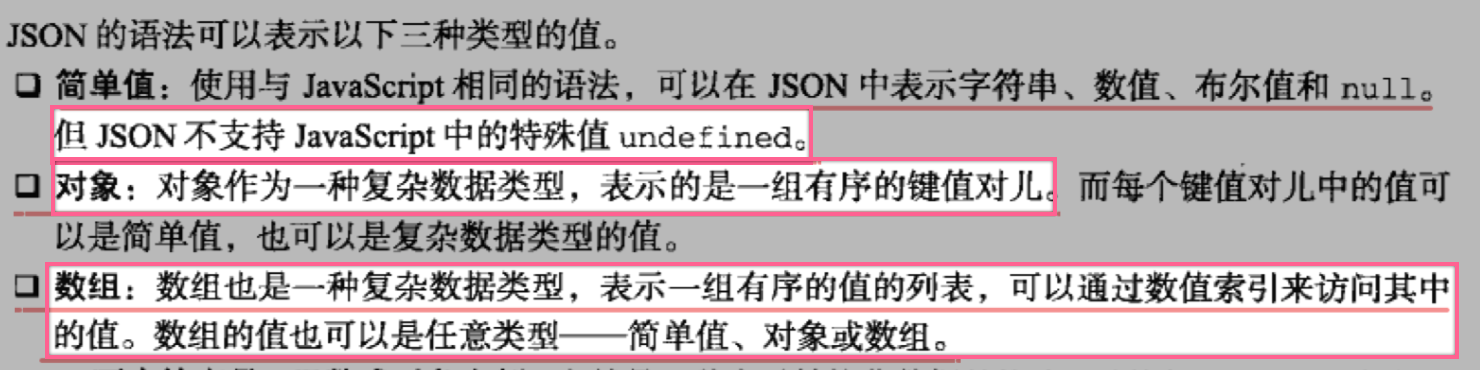 JSON 的语法可以表示以下三种类型的值。
❑ 简单值：使用与 JavaScript 相同的语法，可以在 JSON 中表示字符串、数值、布尔值和 null。
但 JSON 不支持 JavaScript 中的特殊值 undefined。
❑ 对象：对象作为一种复杂数据类型，表示的是一组有序的键值对儿。而每个键值对儿中的值可
以是简单值，也可以是复杂数据类型的值。
❑ 数组：数组也是一种复杂数据类型，表示一组有序的值的列表，可以通过数值索引来访问其中
的值。数组的值也可以是任意类型——简单值、对象或数组。